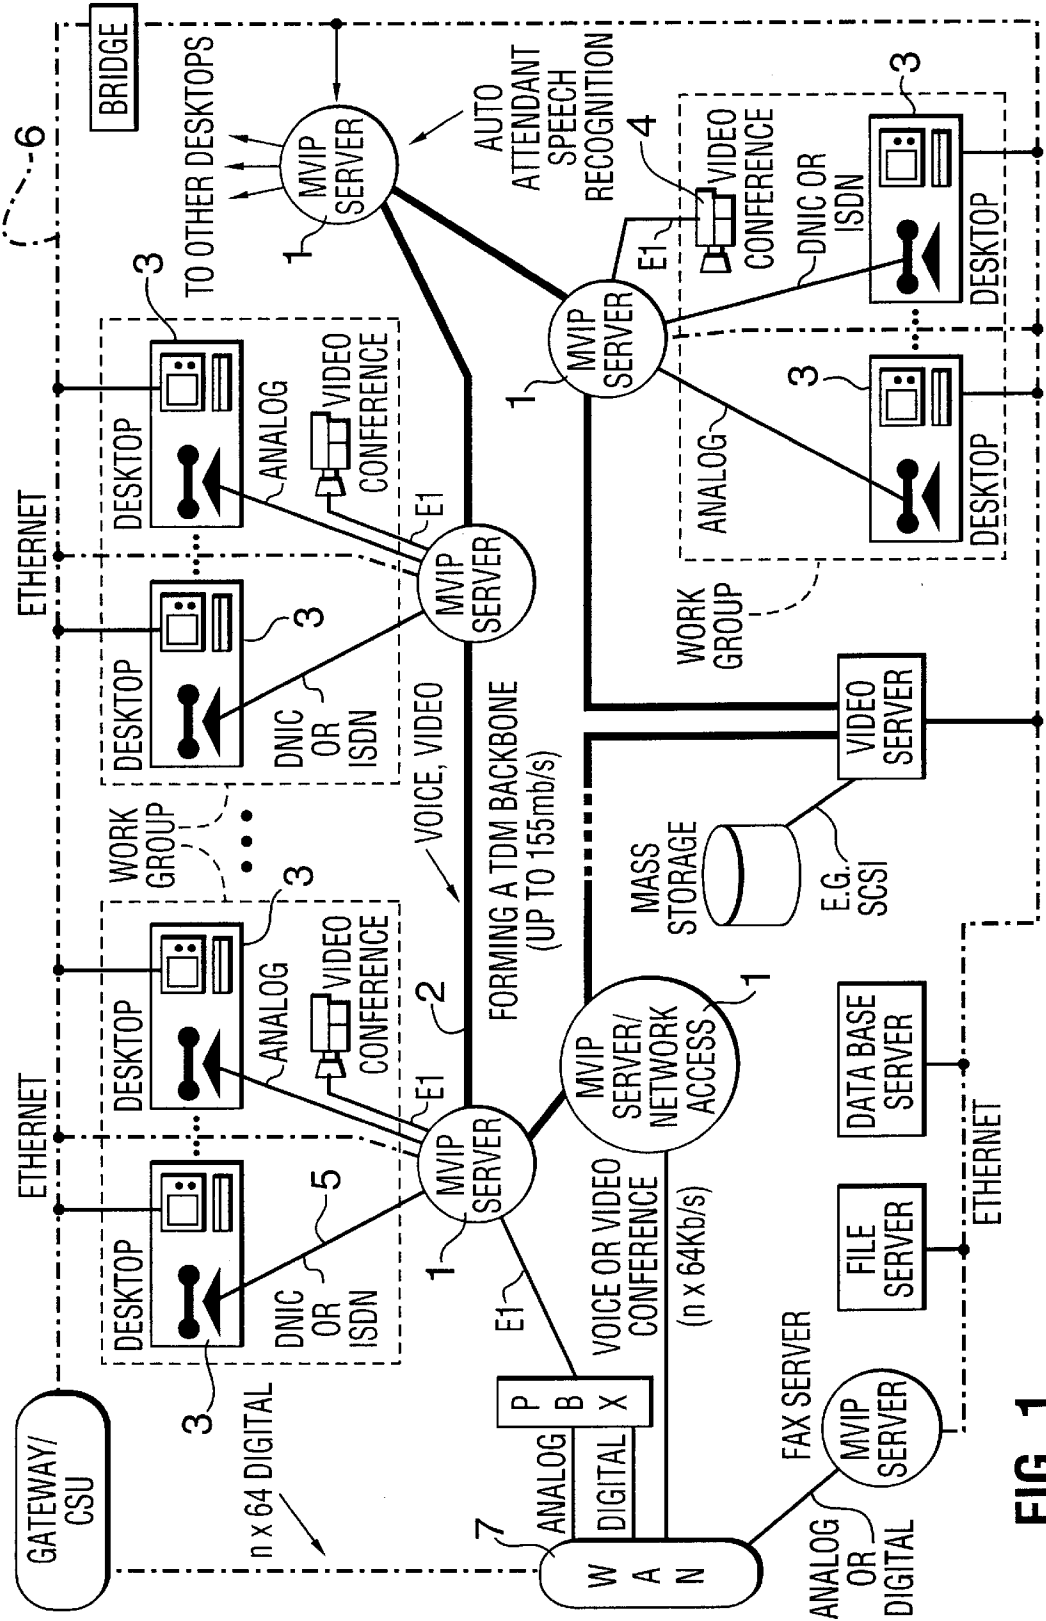 GATEWAY/
CSU
ETHERNET
ETHERNET
6
BRIDGE
n x 64 DIGITAL
3
DESKTOP
DESKTOP
3
WORK
GROUP
DESKTOP
3
DESKTOP
3
TO OTHER DESKTOPS
DNIC
OR
ISDN
5
ANALOG
VIDEO
CONFERENCE
E1
DNIC
OR
ISDN
ANALOG
VIDEO
CONFERENCE
E1
MVIP
SERVER
1
AUTO
ATTENDANT
SPEECH
RECOGNITION
MVIP
SERVER
1
2
VOICE, VIDEO
MVIP
SERVER
FORMING A TDM BACKBONE
(UP TO 155mb/s)
E1
P
B
X
ANALOG
DIGITAL
7
W
A
N
VOICE OR VIDEO
CONFERENCE
(n x 64Kb/s)
MVIP
SERVER/
NETWORK
ACCESS
1
MASS
STORAGE
E.G.
SCSI
VIDEO
SERVER
WORK
GROUP
MVIP
SERVER
1
E1
4
VIDEO
CONFERENCE
ANALOG
DNIC OR
ISDN
3
DESKTOP
3
DESKTOP
ANALOG
OR
DIGITAL
FAX SERVER
MVIP
SERVER
FILE
SERVER
DATA BASE
SERVER
ETHERNET
FIG. 1